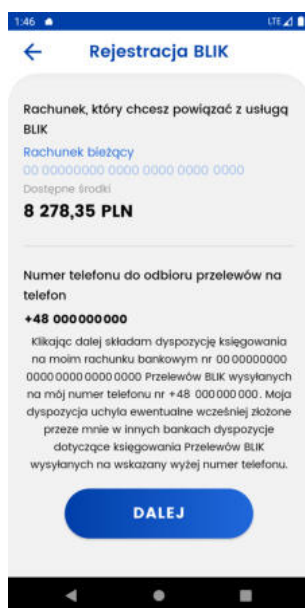 1:46 LTE
Rejestracja BLIK
Rachunek, który chcesz powiązać z usługą
BLIK
Rachunek bieżący
00 00000000 0000 0000 0000 0000
Dostępne środki
8 278,35 PLN
Numer telefonu do odbioru przelewów na
telefon
+48 000 000 000
Klikając dalej składam dyspozycję księgowania
na moim rachunku bankowym nr 00 00000000
0000 0000 0000 0000 Przelewów BLIK wysyłanych
na mój numer telefonu nr +48 000 000 000. Moja
dyspozycja uchyla ewentualne wcześniej złożone
przeze mnie w innych bankach dyspozycje
dotyczące księgowania Przelewów BLIK
wysyłanych na wskazany wyżej numer telefonu.
DALEJ